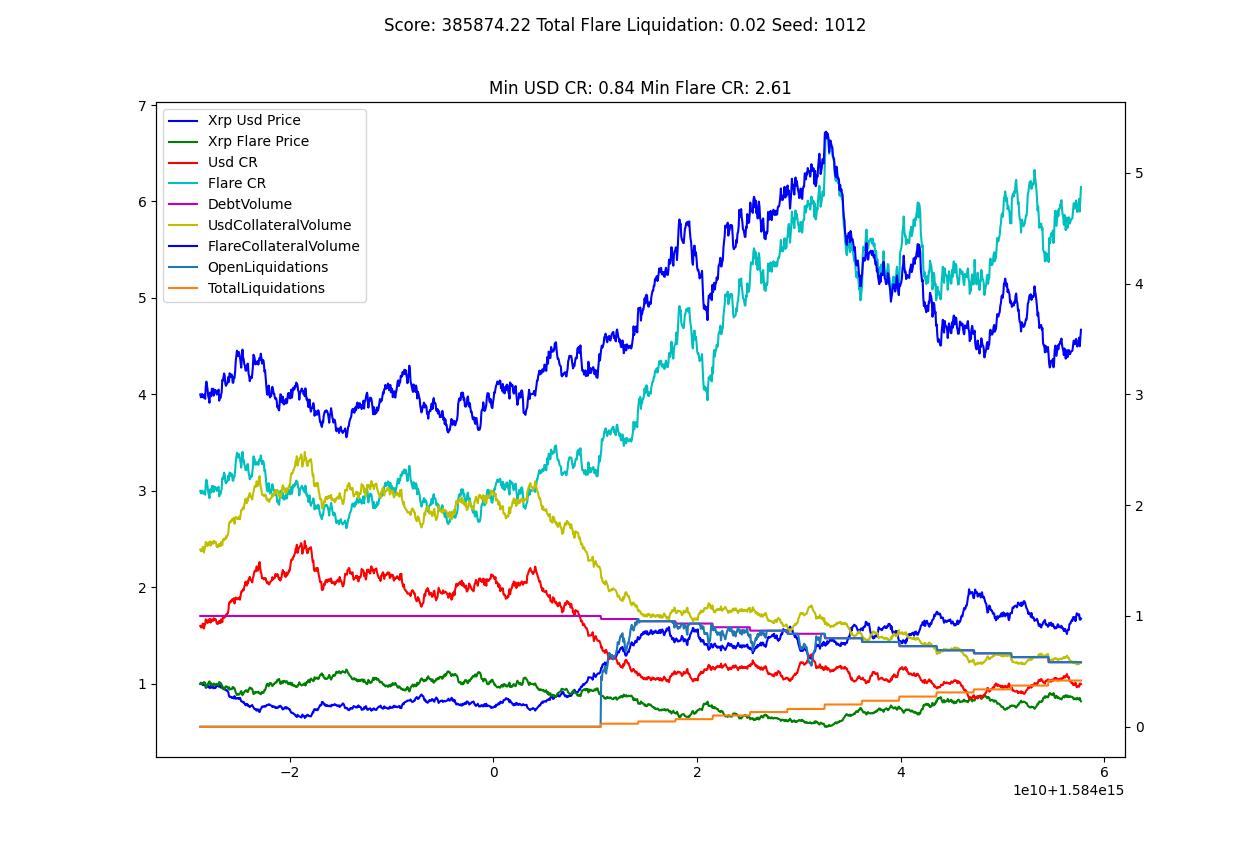 Score: 385874.22 Total Flare Liquidation: 0.02 Seed: 1012
Min USD CR: 0.84 Min Flare CR: 2.61
Xrp Usd Price
Xrp Flare Price
Usd CR
Flare CR
DebtVolume
UsdCollateralVolume
FlareCollateralVolume
OpenLiquidations
TotalLiquidations
7
6
5
4
3
2
1
5
4
3
2
1
0
−2
0
2
4
6
1e10+1.584e15